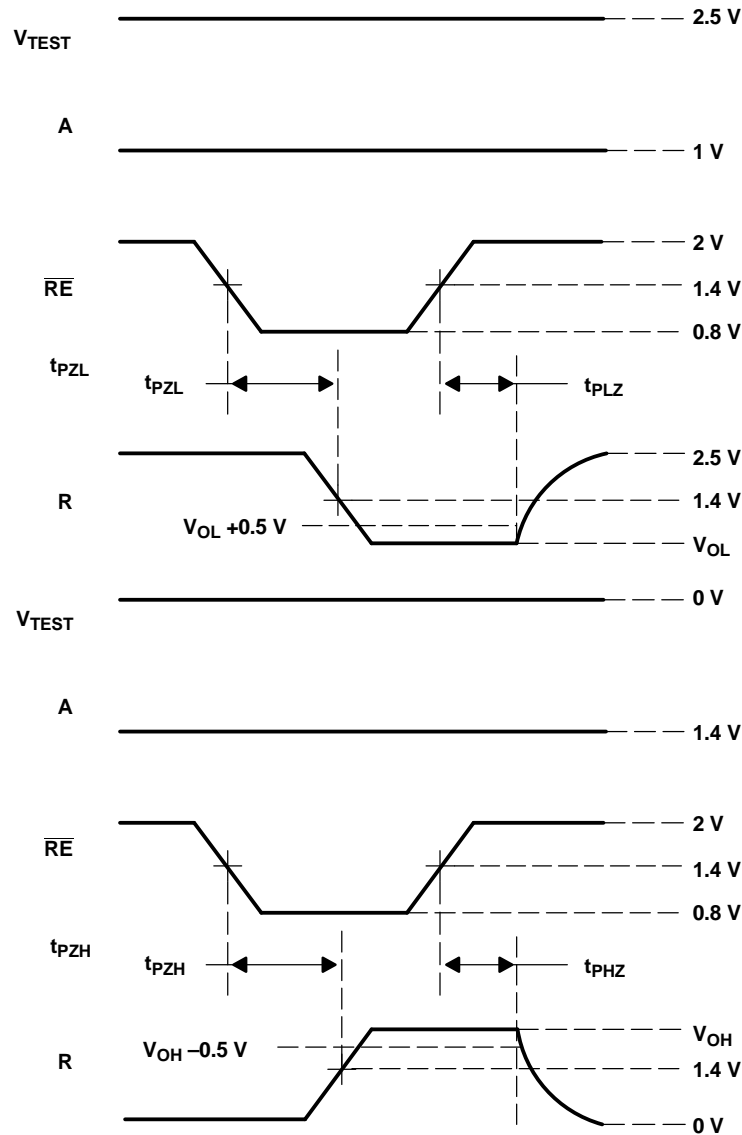 2.5 V
V_TEST
A
1 V
2 V
R̅E̅
1.4 V
0.8 V
t_PZL
t_PZL
t_PLZ
2.5 V
R
1.4 V
V_OL +0.5 V
V_OL
0 V
V_TEST
A
1.4 V
2 V
R̅E̅
1.4 V
0.8 V
t_PZH
t_PZH
t_PHZ
V_OH
V_OH –0.5 V
R
1.4 V
0 V